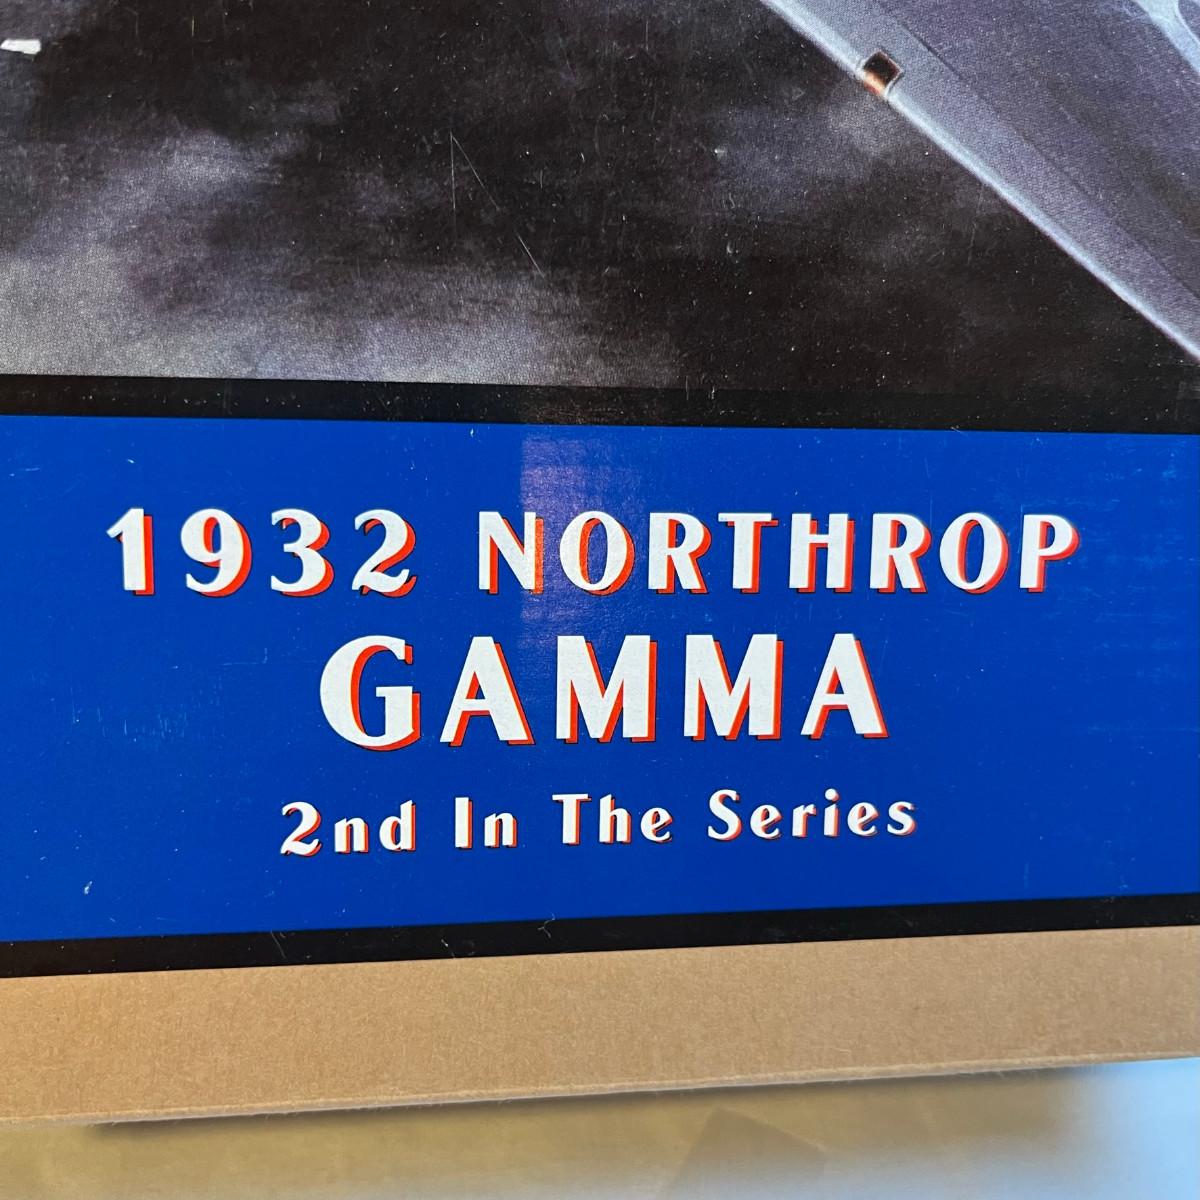 1932 NORTHROP
GAMMA
2nd In The Series